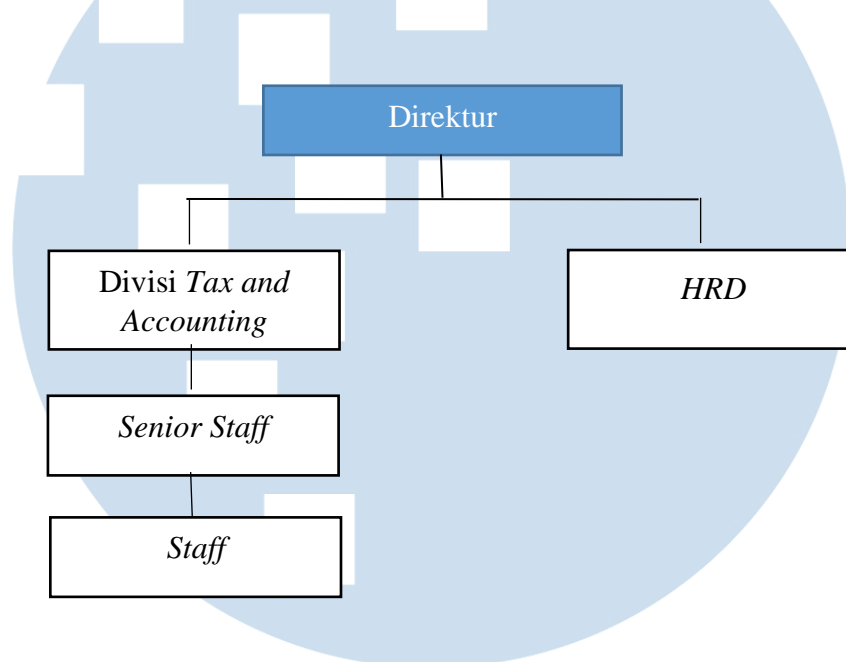 Direktur
Divisi Tax and
Accounting
HRD
Senior Staff
Staff